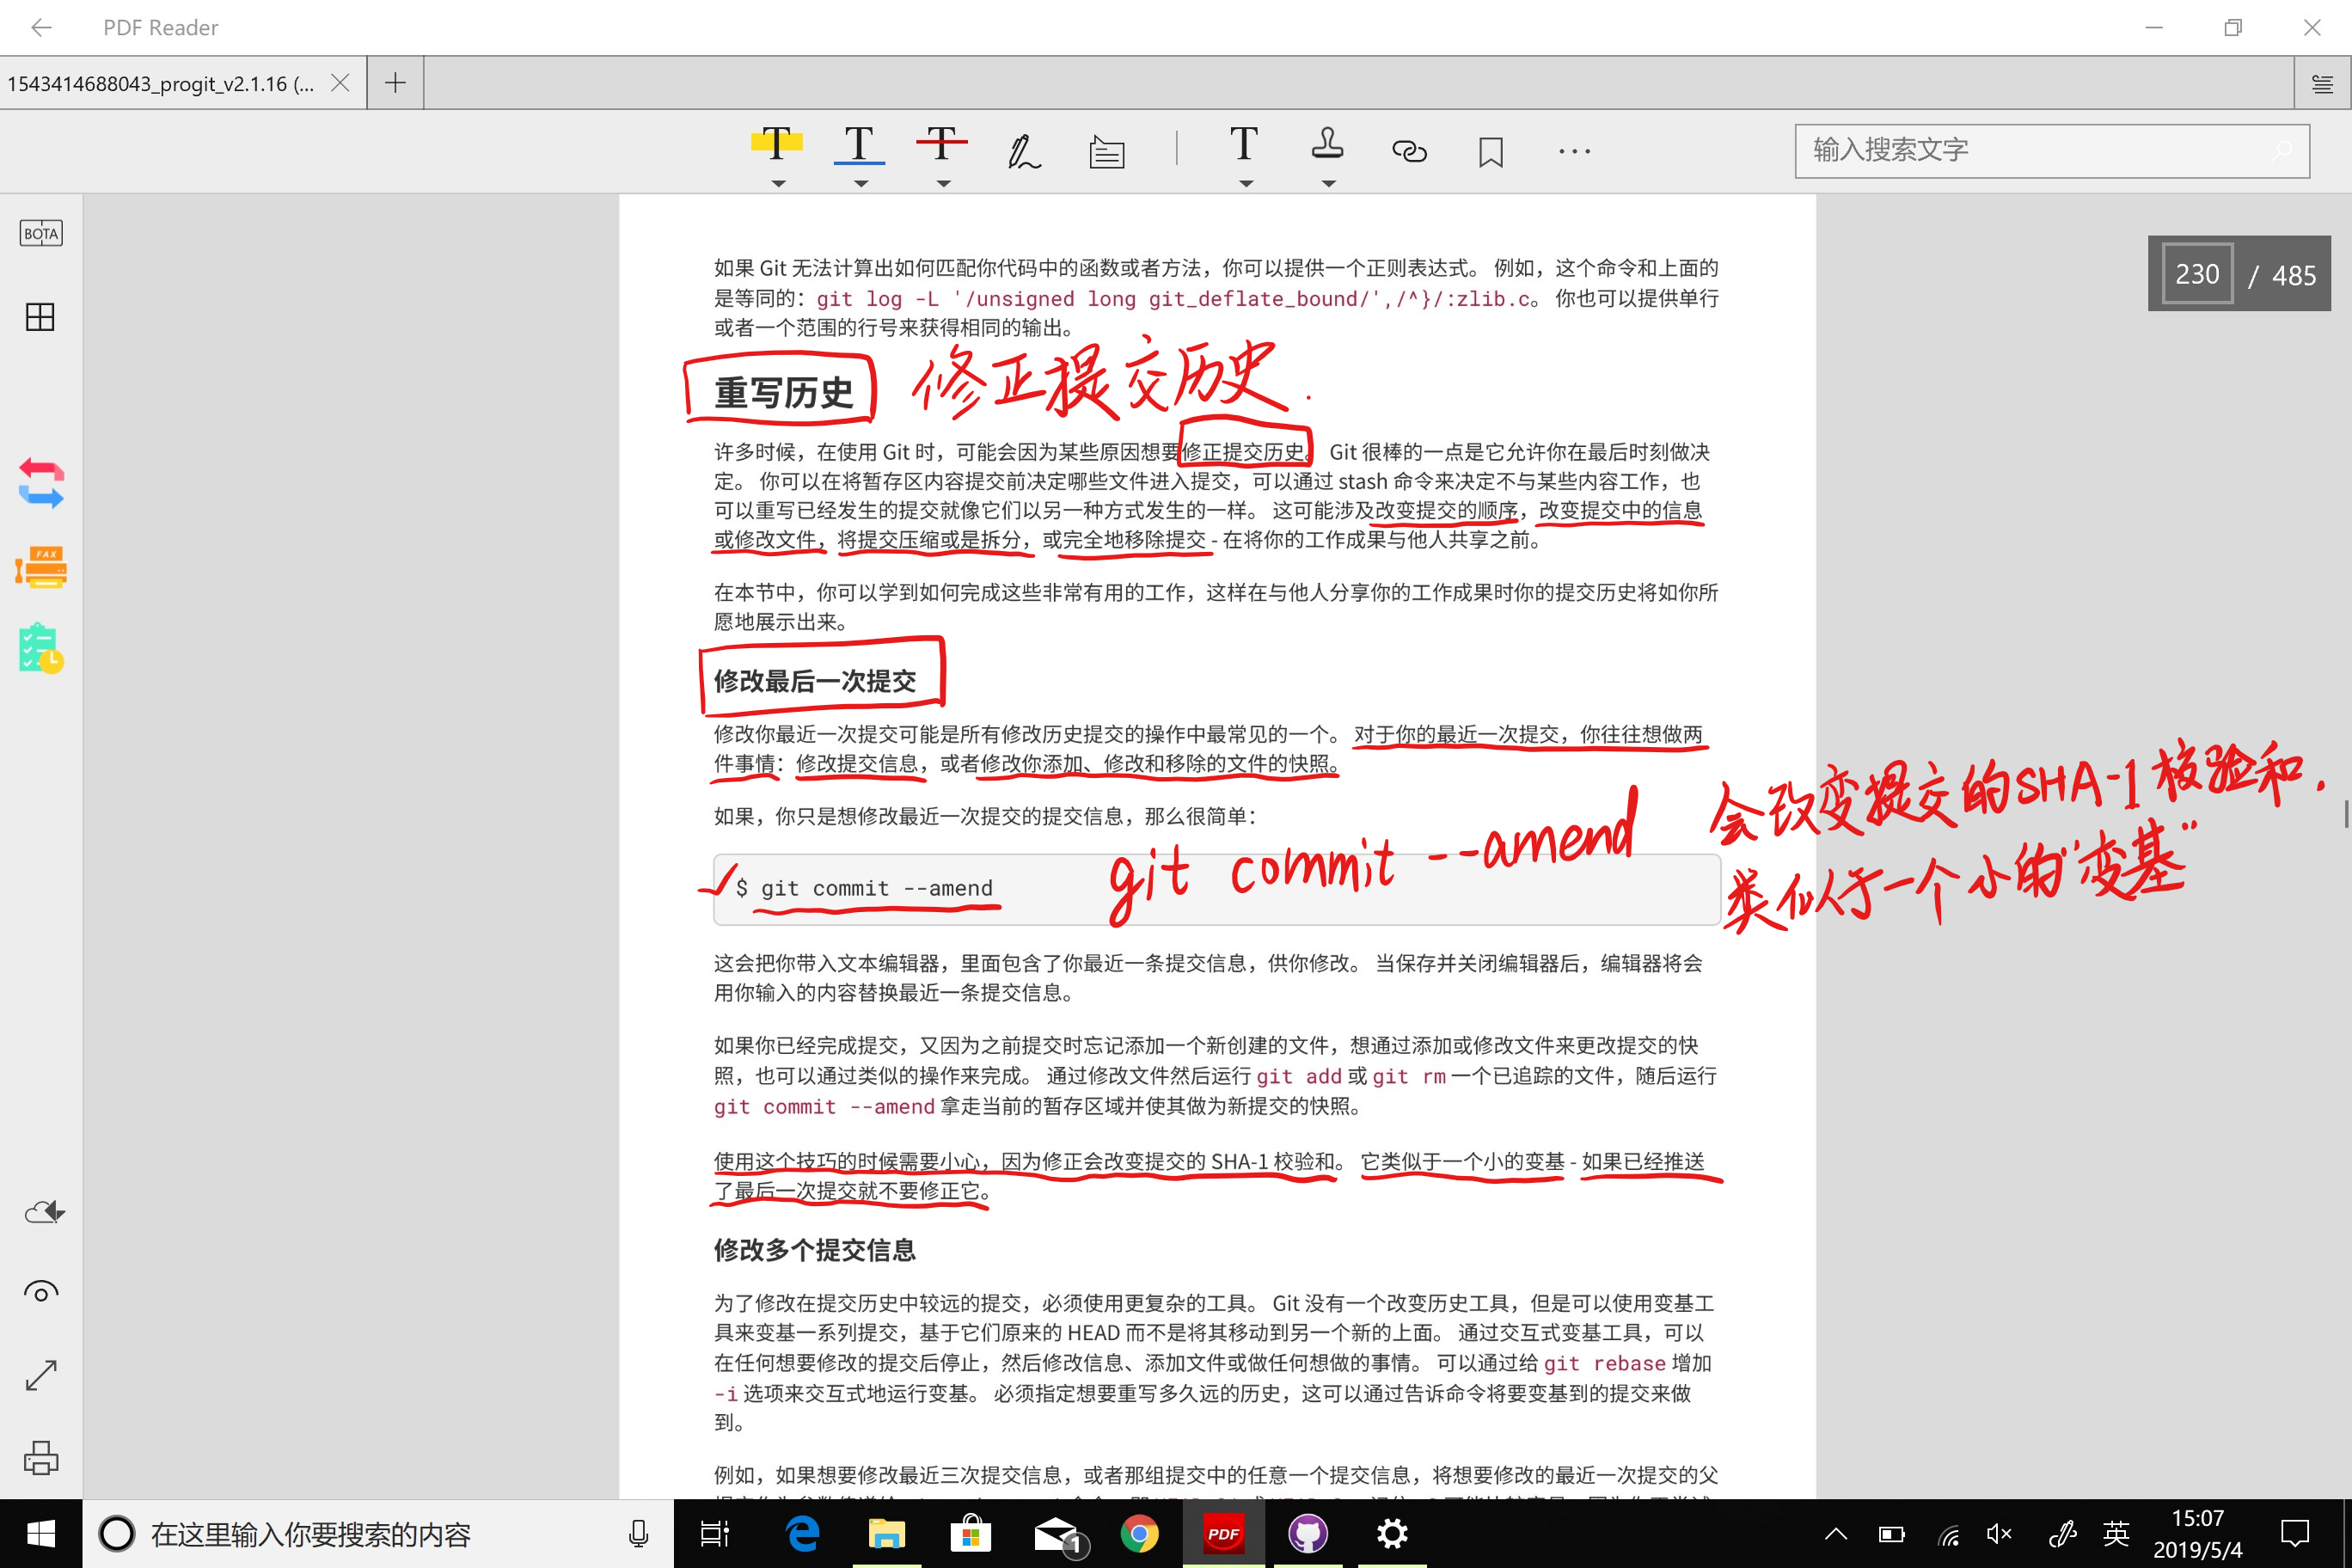 PDF Reader
1543414688043_progit_v2.1.16 (...
输入搜索文字
BOTA
230 / 485
如果 Git 无法计算出如何匹配你代码中的函数或者方法，你可以提供一个正则表达式。 例如，这个命令和上面的
是等同的：git log -L '/unsigned long git_deflate_bound/',/^}/:zlib.c。 你也可以提供单行
或者一个范围的行号来获得相同的输出。
重写历史 修正提交历史.
许多时候，在使用 Git 时，可能会因为某些原因想要修正提交历史。 Git 很棒的一点是它允许你在最后时刻做决
定。 你可以在将暂存区内容提交前决定哪些文件进入提交，可以通过 stash 命令来决定不与某些内容工作，也
可以重写已经发生的提交就像它们以另一种方式发生的一样。 这可能涉及改变提交的顺序，改变提交中的信息
或修改文件，将提交压缩或是拆分，或完全地移除提交 - 在将你的工作成果与他人共享之前。
在本节中，你可以学到如何完成这些非常有用的工作，这样在与他人分享你的工作成果时你的提交历史将如你所
愿地展示出来。
修改最后一次提交
修改你最近一次提交可能是所有修改历史提交的操作中最常见的一个。 对于你的最近一次提交，你往往想做两
件事情：修改提交信息，或者修改你添加、修改和移除的文件的快照。
如果，你只是想修改最近一次提交的提交信息，那么很简单：
会改变提交的SHA-1校验和.
类似于一个小的"变基"
$ git commit --amend
git commit --amend
这会把你带入文本编辑器，里面包含了你最近一条提交信息，供你修改。 当保存并关闭编辑器后，编辑器将会
用你输入的内容替换最近一条提交信息。
如果你已经完成提交，又因为之前提交时忘记添加一个新创建的文件，想通过添加或修改文件来更改提交的快
照，也可以通过类似的操作来完成。 通过修改文件然后运行 git add 或 git rm 一个已追踪的文件，随后运行
git commit --amend 拿走当前的暂存区域并使其做为新提交的快照。
使用这个技巧的时候需要小心，因为修正会改变提交的 SHA-1 校验和。 它类似于一个小的变基 - 如果已经推送
了最后一次提交就不要修正它。
修改多个提交信息
为了修改在提交历史中较远的提交，必须使用更复杂的工具。 Git 没有一个改变历史工具，但是可以使用变基工
具来变基一系列提交，基于它们原来的 HEAD 而不是将其移动到另一个新的上面。 通过交互式变基工具，可以
在任何想要修改的提交后停止，然后修改信息、添加文件或做任何想做的事情。 可以通过给 git rebase 增加
-i 选项来交互式地运行变基。 必须指定想要重写多久远的历史，这可以通过告诉命令将要变基到的提交来做
到。
例如，如果想要修改最近三次提交信息，或者那组提交中的任意一个提交信息，将想要修改的最近一次提交的父
FAX
在这里输入你要搜索的内容
1
PDF
英
15:07
2019/5/4